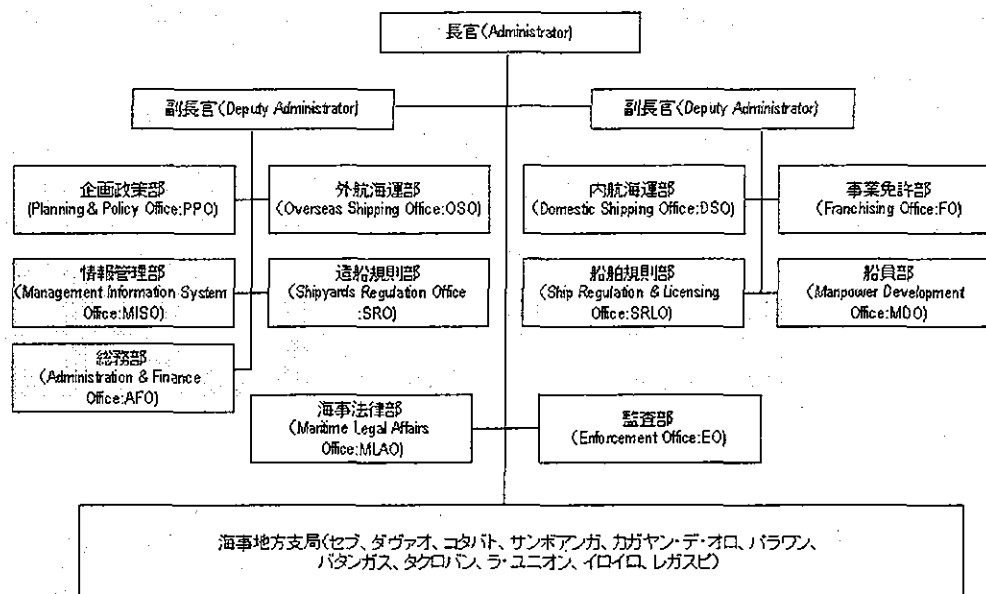 長官(Administrator)
副長官(Deputy Administrator)
副長官(Deputy Administrator)
企画政策部
(Planning & Policy Office:PPO)
外航海運部
(Overseas Shipping Office:OSO)
内航海運部
(Domestic Shipping Office:DSO)
事業免許部
(Franchising Office:FO)
情報管理部
(Management Information System
Office:MISO)
造船規則部
(Shipyards Regulation Office
:SRO)
船舶規則部
(Ship Regulation & Licensing
Office:SRLO)
船員部
(Manpower Development
Office:MDO)
総務部
(Administration & Finance
Office:AFO)
海事法律部
(Maritime Legal Affairs
Office:MLAO)
監査部
(Enforcement Office:EO)
海事地方支局(セブ、ダヴァオ、コタバト、サンボアンガ、カガヤン・デ・オロ、パラワン、
バタンガス、タクロバン、ラ・ユニオン、イロイロ、レガスピ)